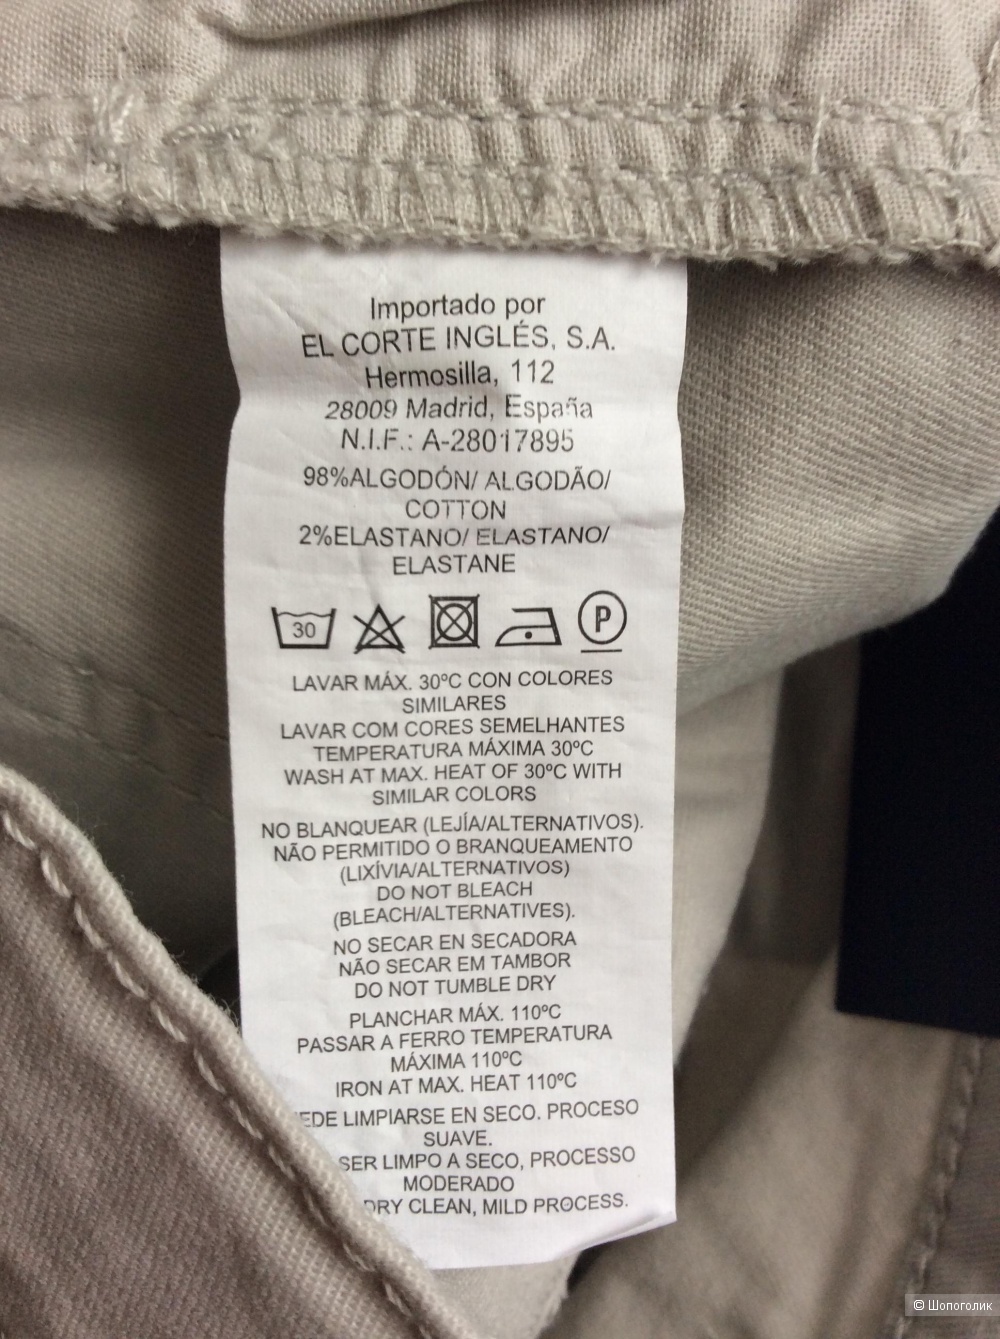 Importado por
EL CORTE INGLÉS, S.A.
Hermosilla, 112
28009 Madrid, España
N.I.F.: A-28017895
98%ALGODÓN/ ALGODÃO/
COTTON
2%ELASTANO/ ELASTANO/
ELASTANE
30 P
LAVAR MÁX. 30ºC CON COLORES
SIMILARES
LAVAR COM CORES SEMELHANTES
TEMPERATURA MÁXIMA 30ºC
WASH AT MAX. HEAT OF 30ºC WITH
SIMILAR COLORS
NO BLANQUEAR (LEJÍA/ALTERNATIVOS).
NÃO PERMITIDO O BRANQUEAMENTO
(LIXÍVIA/ALTERNATIVOS)
DO NOT BLEACH
(BLEACH/ALTERNATIVES).
NO SECAR EN SECADORA
NÃO SECAR EM TAMBOR
DO NOT TUMBLE DRY
PLANCHAR MÁX. 110ºC
PASSAR A FERRO TEMPERATURA
MÁXIMA 110ºC
IRON AT MAX. HEAT 110ºC
EDE LIMPIARSE EN SECO. PROCESO
SUAVE.
SER LIMPO A SECO, PROCESSO
MODERADO
DRY CLEAN, MILD PROCESS.
© Шопоголик